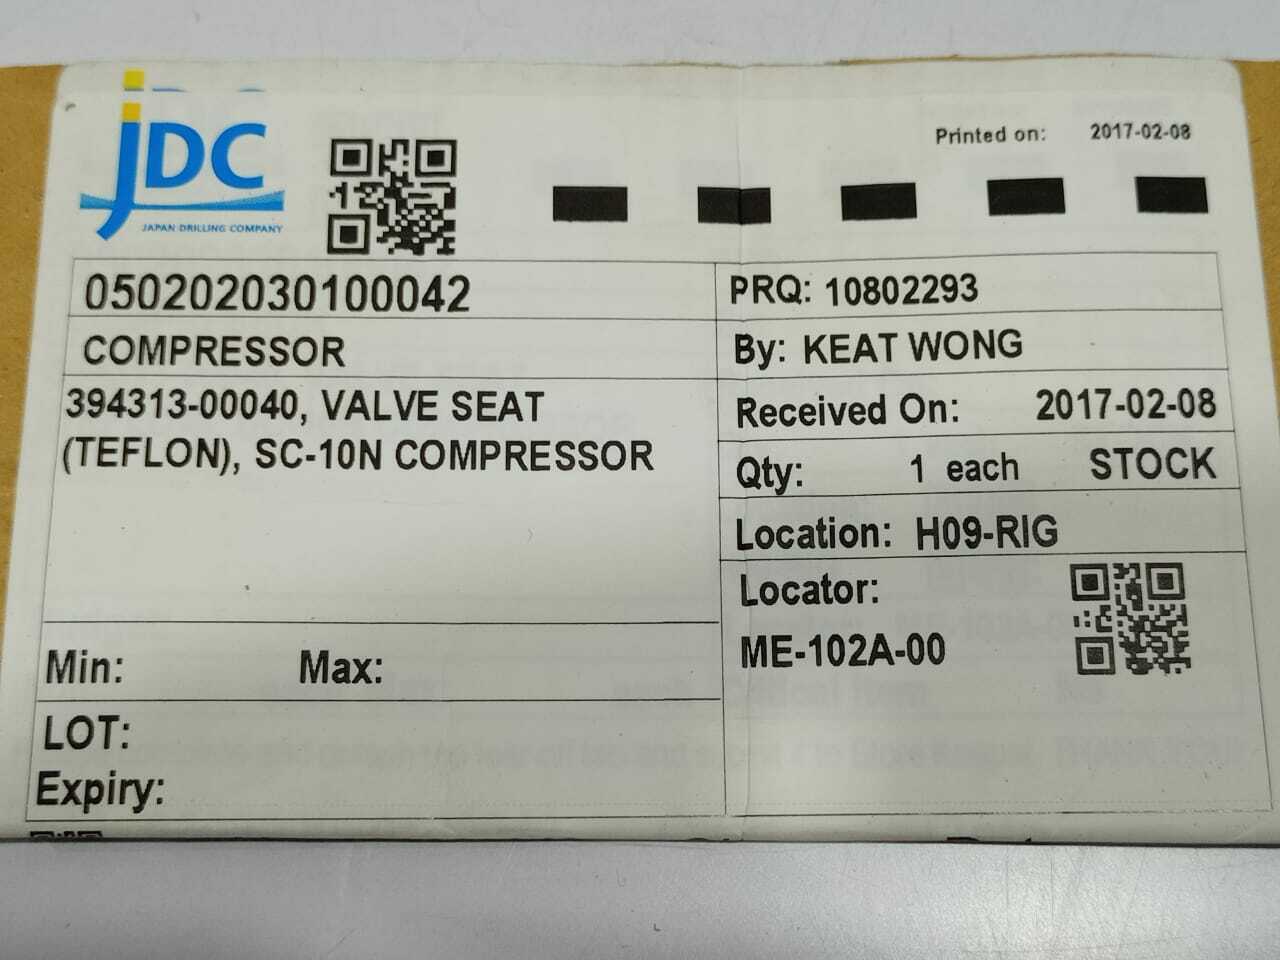 JDC
JAPAN DRILLING COMPANY
Printed on: 2017-02-08
050202030100042
COMPRESSOR
394313-00040, VALVE SEAT
(TEFLON), SC-10N COMPRESSOR
Min: Max:
LOT:
Expiry:
PRQ: 10802293
By: KEAT WONG
Received On: 2017-02-08
Qty: 1 each STOCK
Location: H09-RIG
Locator:
ME-102A-00